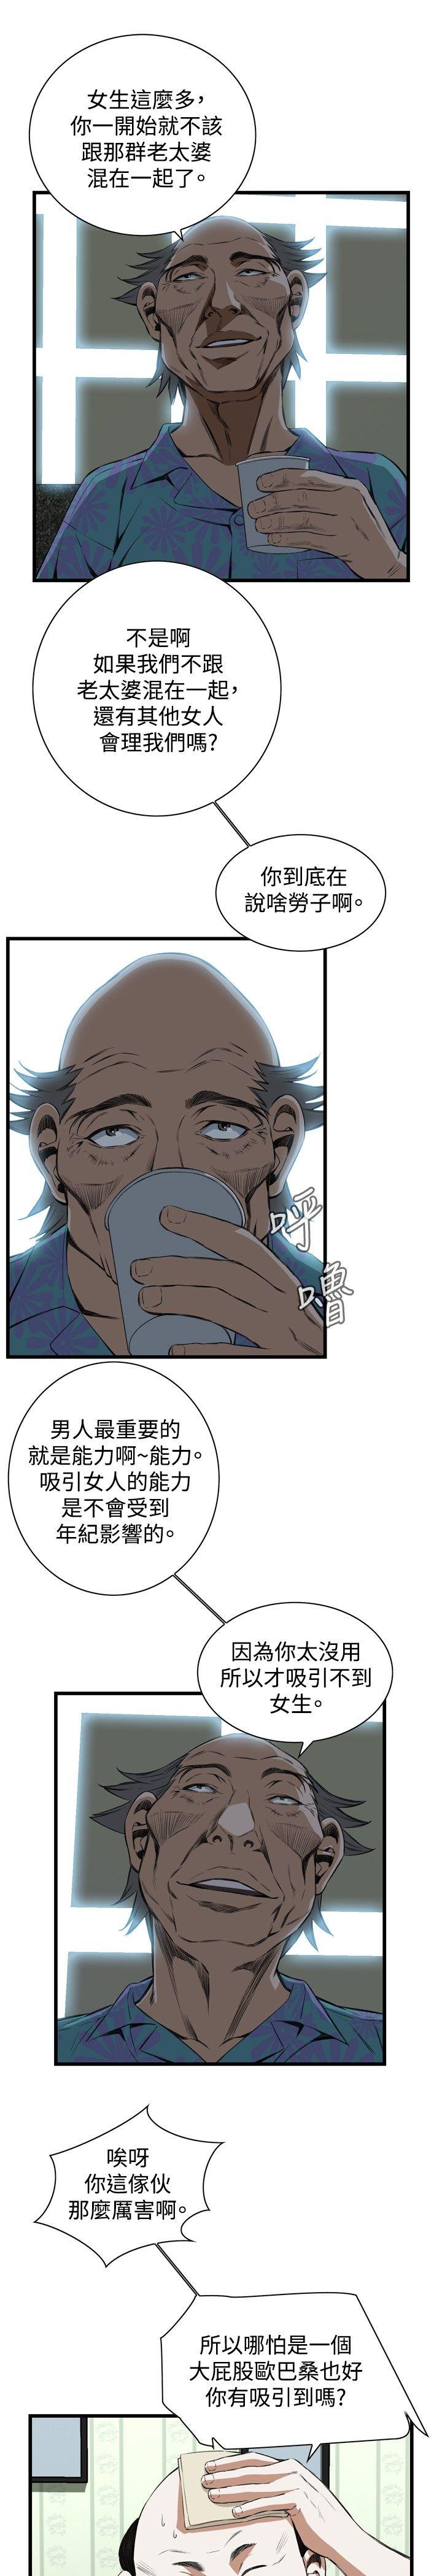 女生這麼多，
你一開始就不該
跟那群老太婆
混在一起了。
不是啊
如果我們不跟
老太婆混在一起，
還有其他女人
會理我們嗎？
你到底在
說啥勞子啊。
呼
嚕
男人最重要的
就是能力啊~能力。
吸引女人的能力
是不會受到
年紀影響的。
因為你太沒用
所以才吸引不到
女生。
唉呀
你這傢伙
那麼厲害啊。
所以哪怕是一個
大屁股歐巴桑也好
你有吸引到嗎？